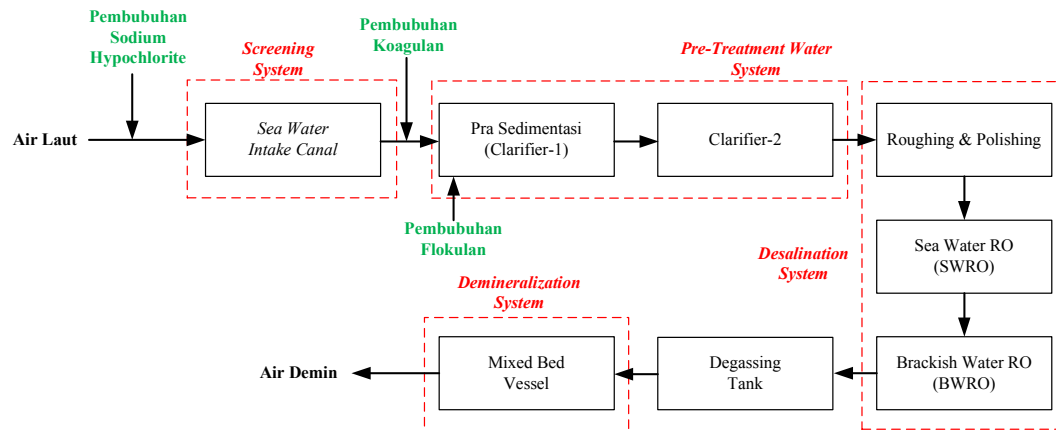 Pembubuhan
Sodium
Hypochlorite
Screening
System
Pembubuhan
Koagulan
Pre-Treatment Water
System
Air Laut
Sea Water
Intake Canal
Pra Sedimentasi
(Clarifier-1)
Clarifier-2
Roughing & Polishing
Pembubuhan
Flokulan
Sea Water RO
(SWRO)
Desalination
System
Demineralization
System
Air Demin
Mixed Bed
Vessel
Degassing
Tank
Brackish Water RO
(BWRO)